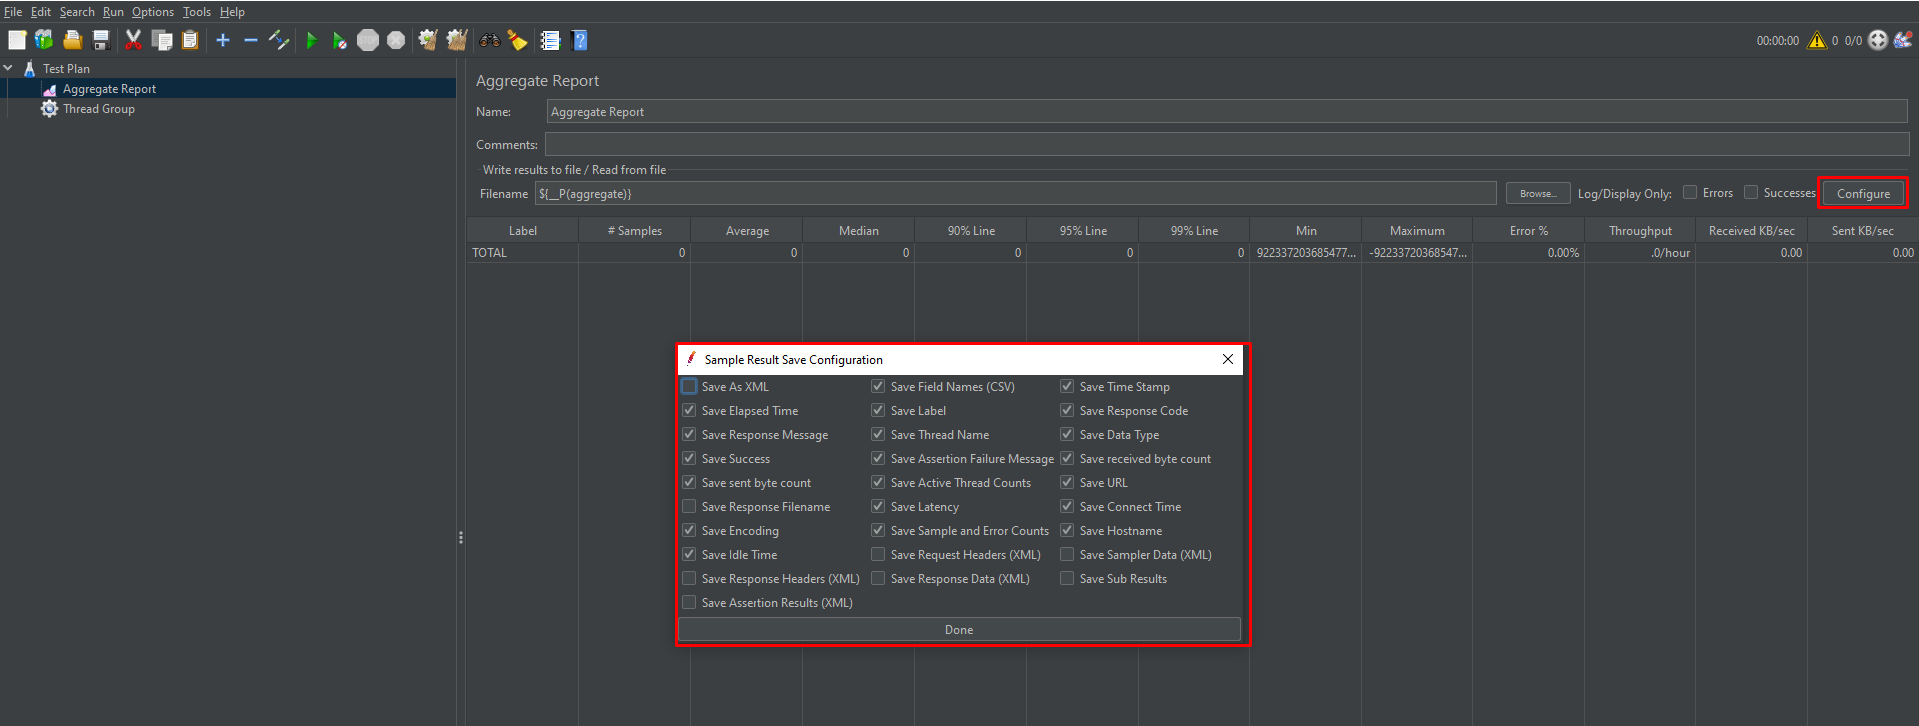 File Edit Search Run Options Tools Help
STOP
00:00:00 0 0/0
Test Plan
Aggregate Report
Thread Group
Aggregate Report
Name: Aggregate Report
Comments:
Write results to file / Read from file
Filename ${__P(aggregate)} Browse... Log/Display Only: Errors Successes Configure
Label # Samples Average Median 90% Line 95% Line 99% Line Min Maximum Error % Throughput Received KB/sec Sent KB/sec
TOTAL 0 0 0 0 0 0 922337203685477... -92233720368547... 0.00% .0/hour 0.00 0.00
Sample Result Save Configuration
Save As XML Save Field Names (CSV) Save Time Stamp
Save Elapsed Time Save Label Save Response Code
Save Response Message Save Thread Name Save Data Type
Save Success Save Assertion Failure Message Save received byte count
Save sent byte count Save Active Thread Counts Save URL
Save Response Filename Save Latency Save Connect Time
Save Encoding Save Sample and Error Counts Save Hostname
Save Idle Time Save Request Headers (XML) Save Sampler Data (XML)
Save Response Headers (XML) Save Response Data (XML) Save Sub Results
Save Assertion Results (XML)
Done